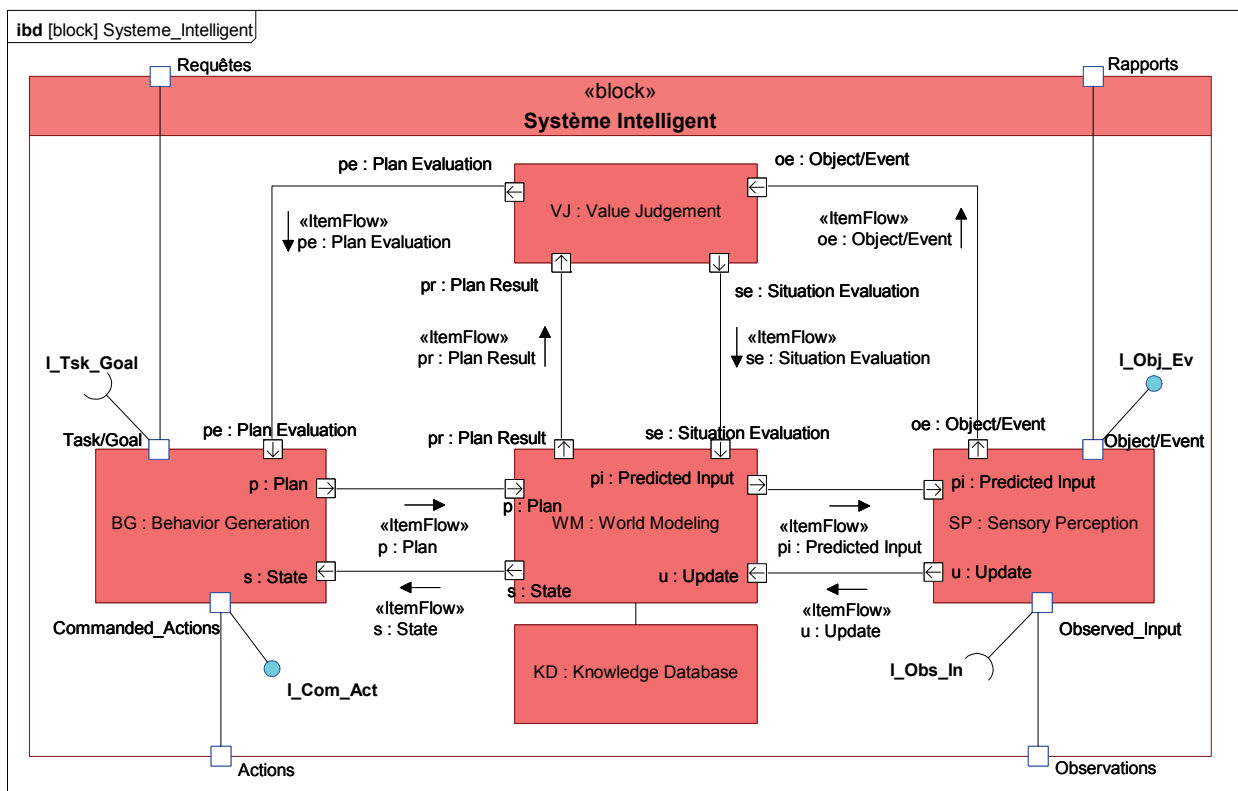 ibd [block] Systeme_Intelligent
Requêtes
Rapports
«block»
Système Intelligent
pe : Plan Evaluation
oe : Object/Event
VJ : Value Judgement
«ItemFlow»
pe : Plan Evaluation
«ItemFlow»
oe : Object/Event
pr : Plan Result
se : Situation Evaluation
«ItemFlow»
pr : Plan Result
«ItemFlow»
se : Situation Evaluation
I_Tsk_Goal
I_Obj_Ev
Task/Goal
pe : Plan Evaluation
pr : Plan Result
se : Situation Evaluation
oe : Object/Event
Object/Event
p : Plan
p : Plan
pi : Predicted Input
pi : Predicted Input
BG : Behavior Generation
WM : World Modeling
SP : Sensory Perception
«ItemFlow»
p : Plan
«ItemFlow»
pi : Predicted Input
s : State
s : State
u : Update
u : Update
«ItemFlow»
s : State
«ItemFlow»
u : Update
Commanded_Actions
Observed_Input
KD : Knowledge Database
I_Com_Act
I_Obs_In
Actions
Observations